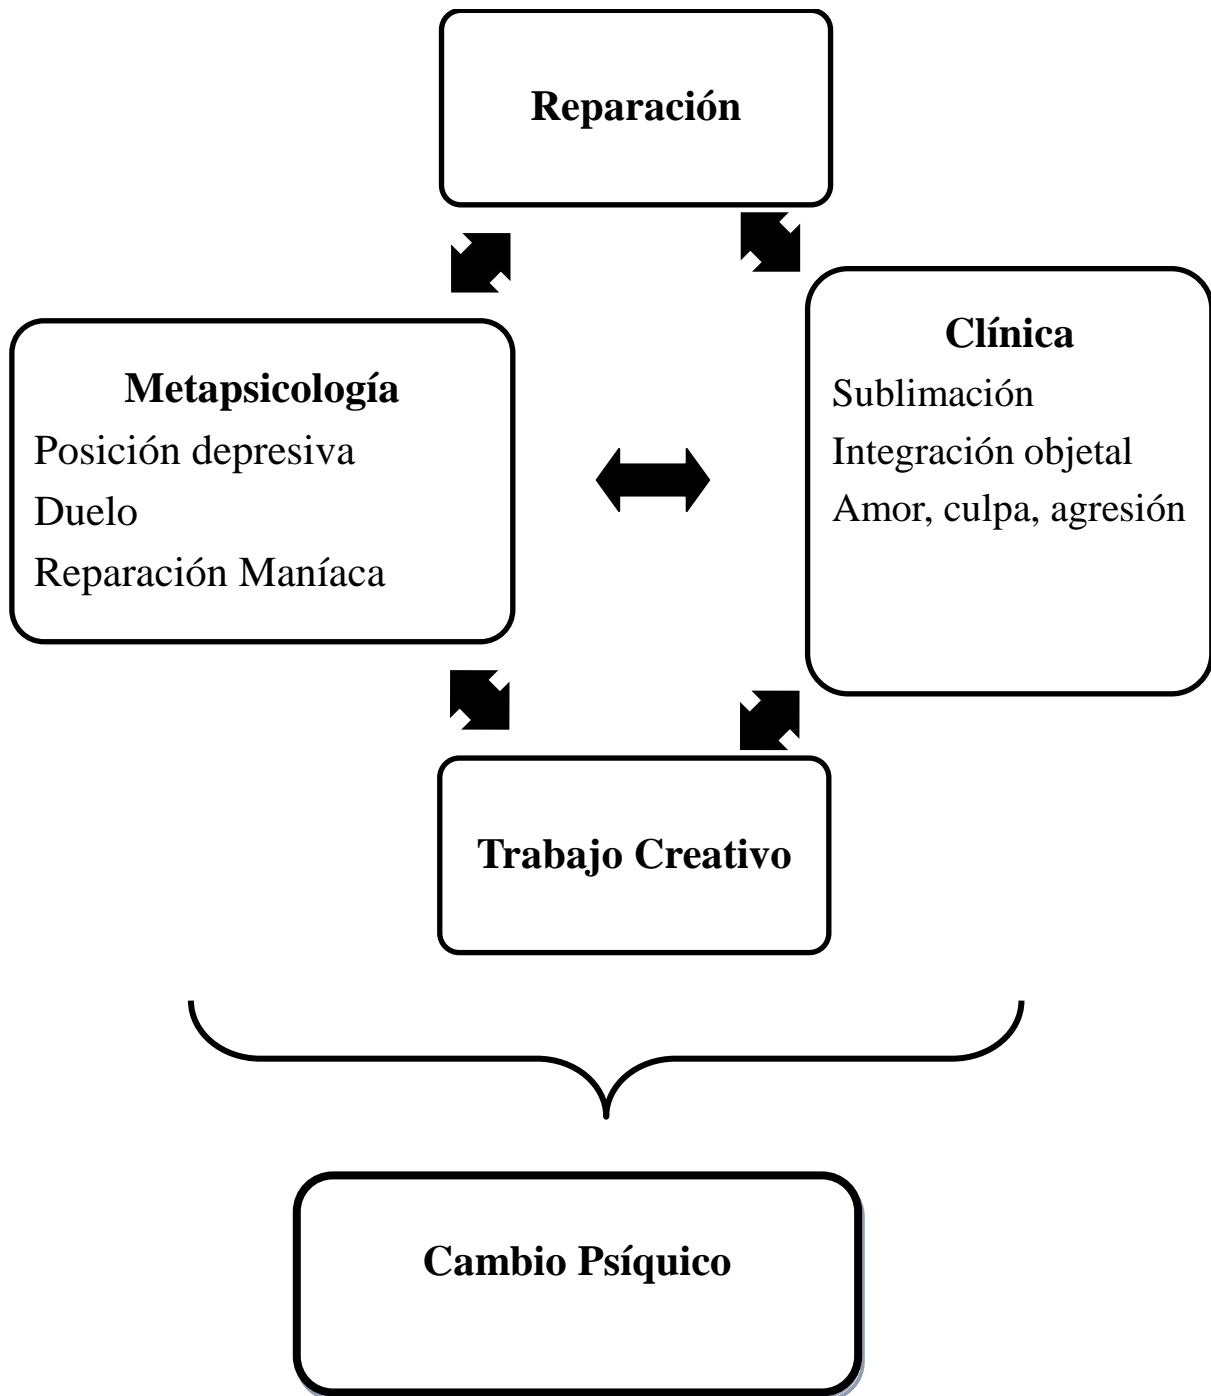 Reparación
Metapsicología
Posición depresiva
Duelo
Reparación Maníaca
Clínica
Sublimación
Integración objetal
Amor, culpa, agresión
Trabajo Creativo
Cambio Psíquico